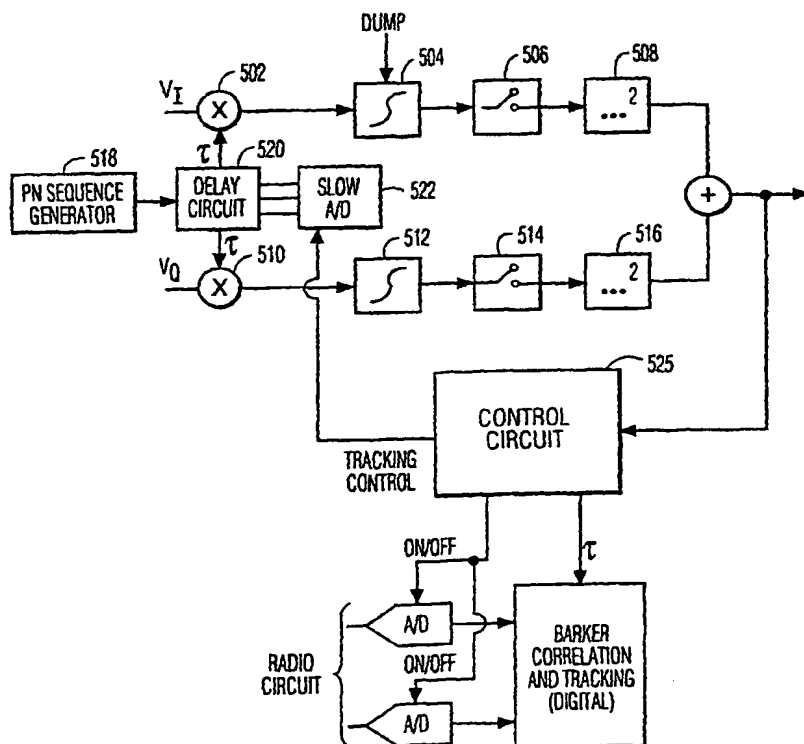 DUMP
502
504
506
508
V_I
X
... 2
τ
518
520
PN SEQUENCE
GENERATOR
DELAY
CIRCUIT
SLOW
A/D
522
+
τ
510
512
514
516
V_Q
X
... 2
525
CONTROL
CIRCUIT
TRACKING
CONTROL
ON/OFF
τ
A/D
RADIO
CIRCUIT
ON/OFF
A/D
BARKER
CORRELATION
AND TRACKING
(DIGITAL)